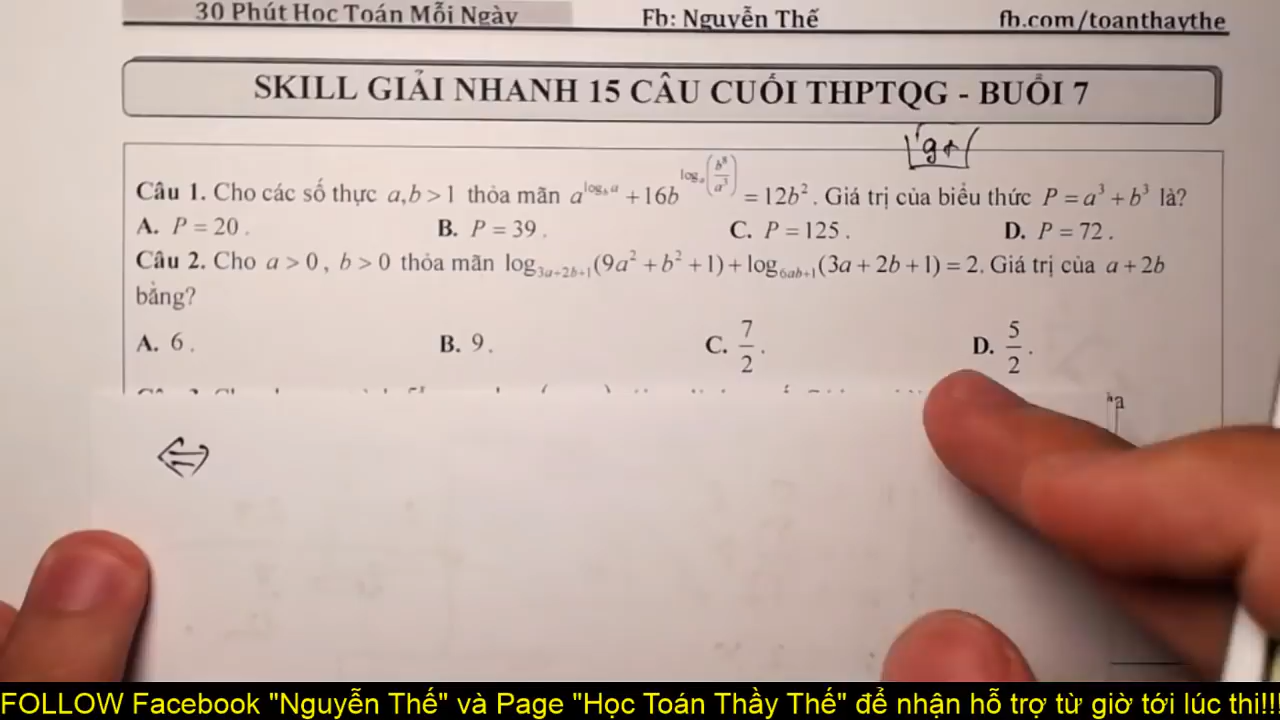 30 Phút Học Toán Mỗi Ngày Fb: Nguyễn Thế fb.com/toanthaythe
SKILL GIẢI NHANH 15 CÂU CUỐI THPTQG - BUỔI 7
Câu 1. Cho các số thực a,b > 1 thỏa mãn a^{log_b a} + 16b^{log_a(b^8/a^3)} = 12b^2. Giá trị của biểu thức P = a^3 + b^3 là?
A. P = 20. B. P = 39. C. P = 125. D. P = 72.
Câu 2. Cho a > 0, b > 0 thỏa mãn log_{3a+2b+1}(9a^2 + b^2 + 1) + log_{6ab+1}(3a + 2b + 1) = 2. Giá trị của a + 2b
bằng?
A. 6. B. 9. C. 7/2. D. 5/2.
⇔
FOLLOW Facebook "Nguyễn Thế" và Page "Học Toán Thầy Thế" để nhận hỗ trợ từ giờ tới lúc thi!!!